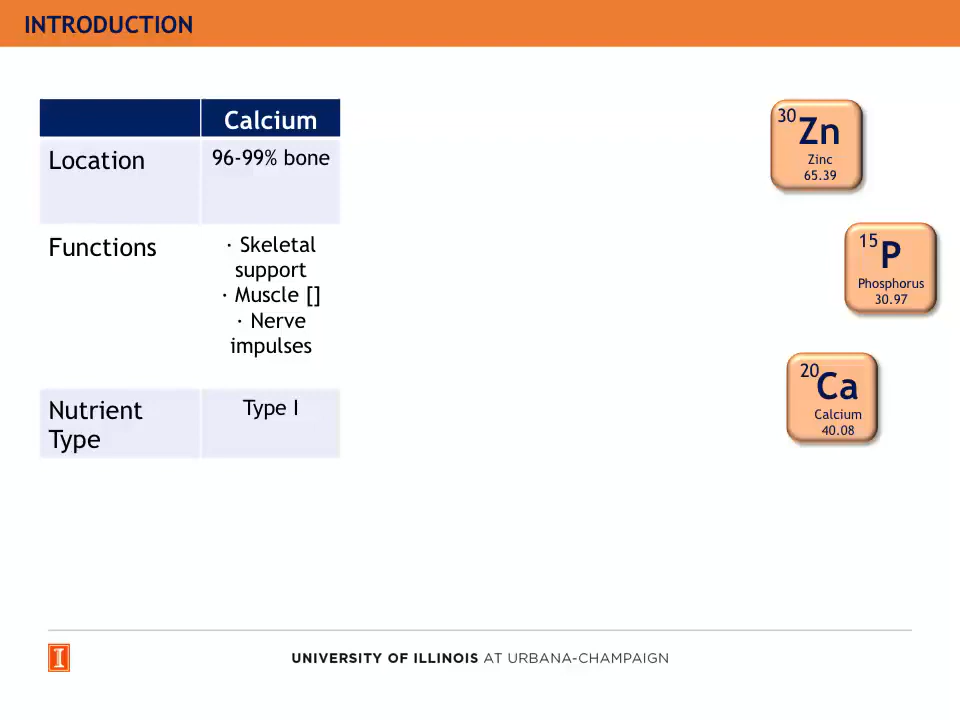 INTRODUCTION
Calcium
Location
96-99% bone
Functions
· Skeletal
support
· Muscle []
· Nerve
impulses
Nutrient
Type
Type I
30
Zn
Zinc
65.39
15
P
Phosphorus
30.97
20
Ca
Calcium
40.08
I
UNIVERSITY OF ILLINOIS AT URBANA-CHAMPAIGN